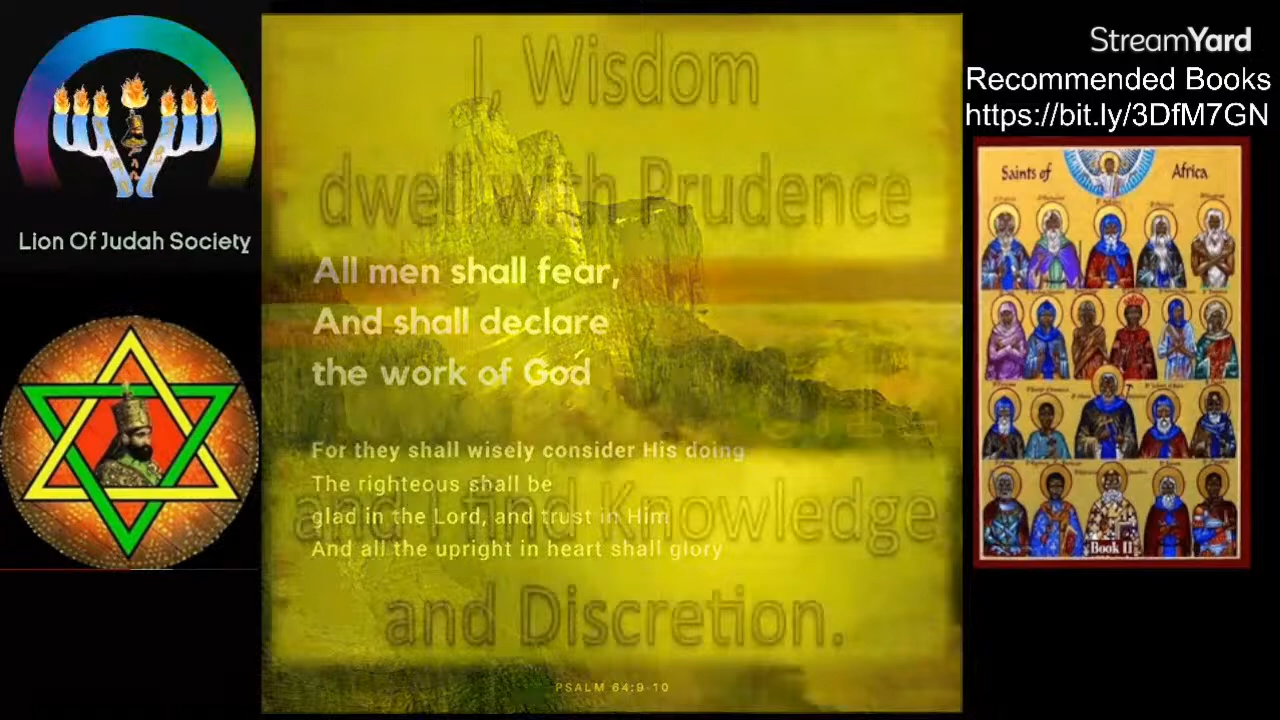 Lion Of Judah Society
I, Wisdom
dwell with Prudence
and find Knowledge
and Discretion.
All men shall fear,
And shall declare
the work of God
For they shall wisely consider His doing
The righteous shall be
glad in the Lord, and trust in Him
And all the upright in heart shall glory
PSALM 64:9-10
StreamYard
Recommended Books
https://bit.ly/3DfM7GN
Saints of Africa
Book II